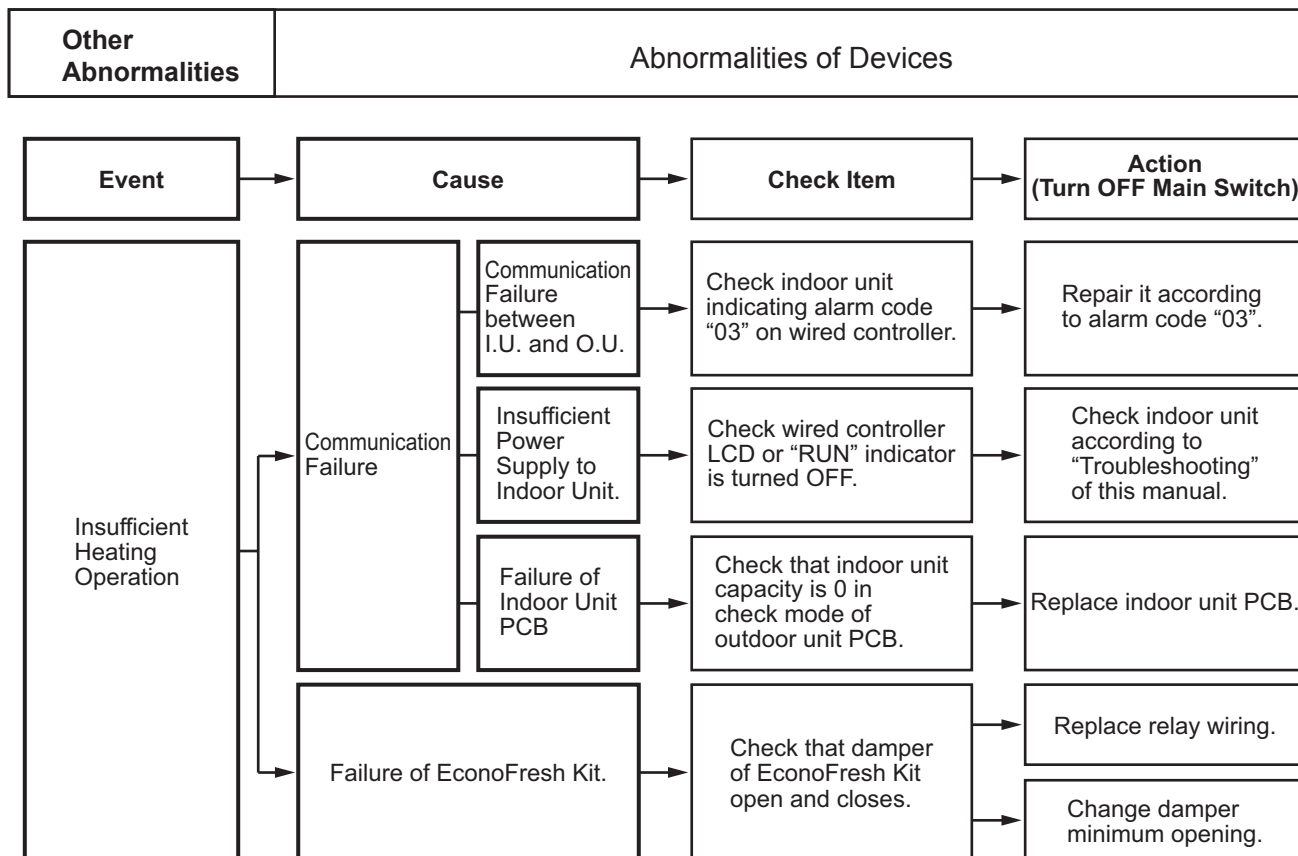 Other
Abnormalities
Abnormalities of Devices
Event
Cause
Check Item
Action
(Turn OFF Main Switch)
Insufficient
Heating
Operation
Communication
Failure
Communication
Failure
between
I.U. and O.U.
Check indoor unit
indicating alarm code
“03” on wired controller.
Repair it according
to alarm code “03”.
Insufficient
Power
Supply to
Indoor Unit.
Check wired controller
LCD or “RUN” indicator
is turned OFF.
Check indoor unit
according to
“Troubleshooting”
of this manual.
Failure of
Indoor Unit
PCB
Check that indoor unit
capacity is 0 in
check mode of
outdoor unit PCB.
Replace indoor unit PCB.
Failure of EconoFresh Kit.
Check that damper
of EconoFresh Kit
open and closes.
Replace relay wiring.
Change damper
minimum opening.